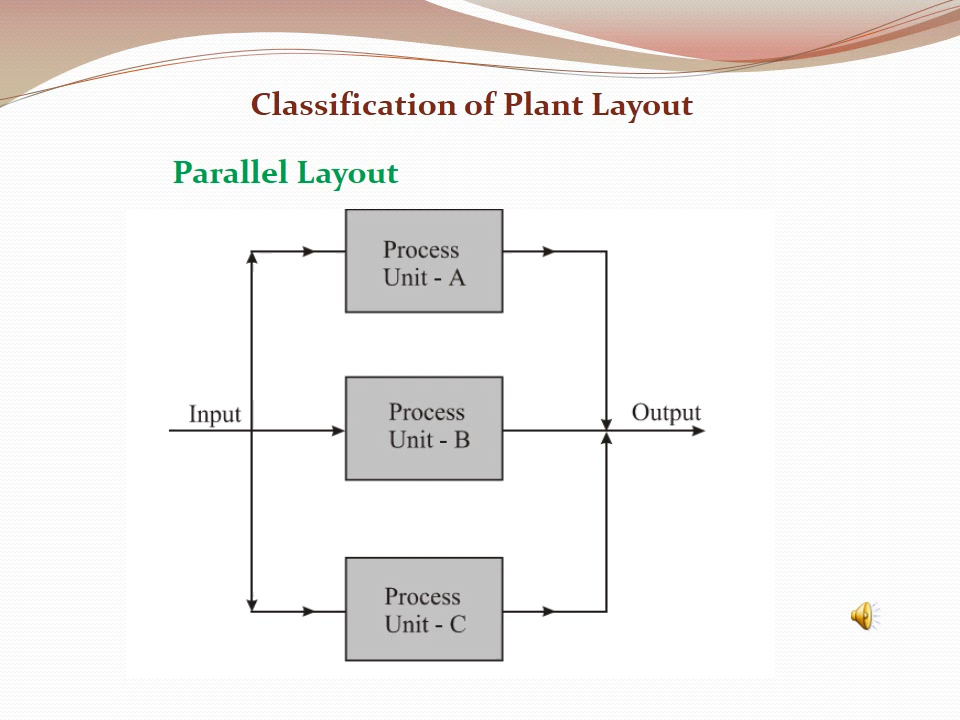 Classification of Plant Layout
Parallel Layout
Process
Unit - A
Input
Process
Unit - B
Output
Process
Unit - C